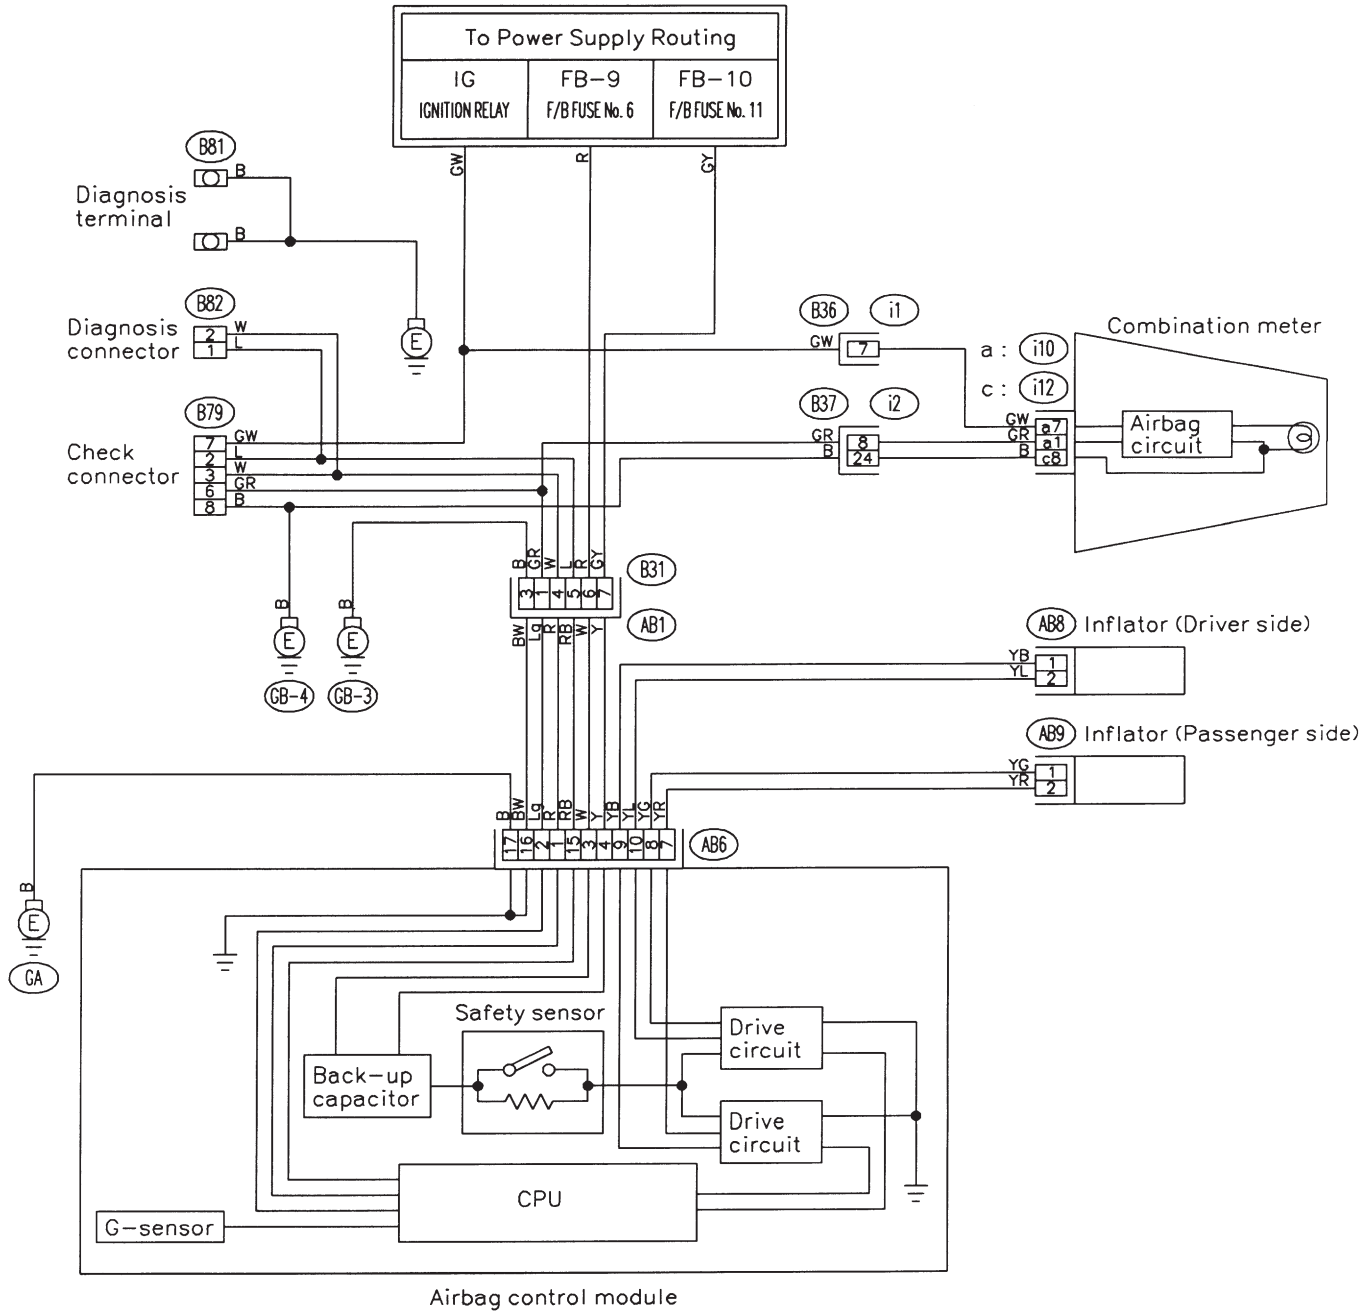 To Power Supply Routing
IG
IGNITION RELAY
FB-9
F/B FUSE No. 6
FB-10
F/B FUSE No. 11
GW
R
GY
B81
B
Diagnosis
terminal
B
E
B82
Diagnosis
connector
2
1
W
L
B79
Check
connector
7
2
3
6
8
GW
L
W
GR
B
B36
i1
GW
7
B37
i2
GR
B
8
24
a : i10
c : i12
Combination meter
GW
GR
B
a7
a1
c8
Airbag
circuit
B
GR
W
L
R
GY
3
1
4
5
6
7
B31
AB1
BW
Lg
R
RB
W
Y
B
E
GB-4
B
E
GB-3
AB8
Inflator (Driver side)
YB
YL
1
2
AB9
Inflator (Passenger side)
YG
YR
1
2
B
BW
Lg
R
RB
W
Y
YB
YL
YG
YR
17
16
2
1
15
3
4
9
10
8
7
AB6
B
E
GA
Safety sensor
Back-up
capacitor
Drive
circuit
Drive
circuit
CPU
G-sensor
Airbag control module